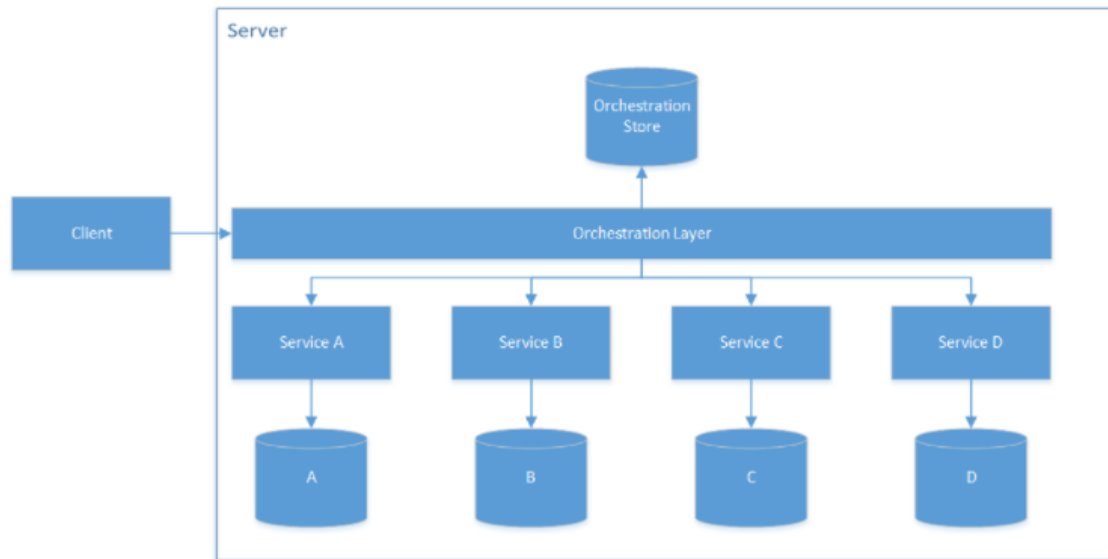 Server
Orchestration
Store
Client
Orchestration Layer
Service A
Service B
Service C
Service D
A
B
C
D